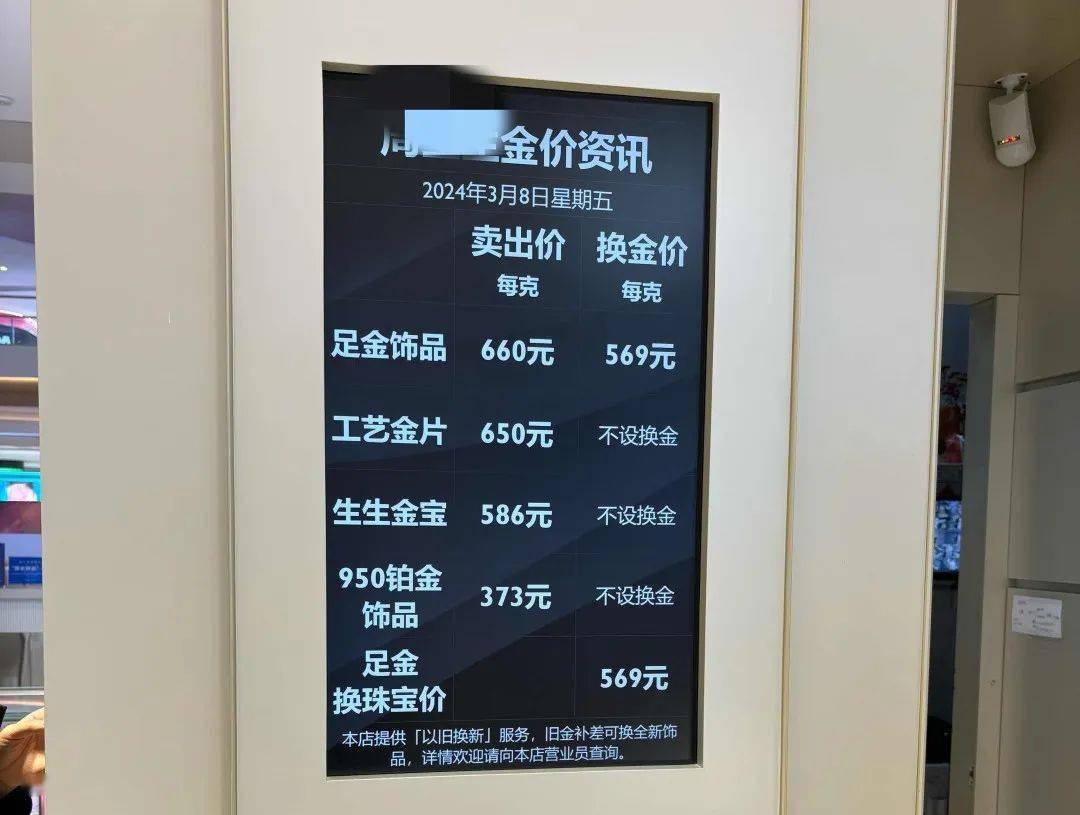 金价资讯
2024年3月8日星期五
卖出价 换金价
每克 每克
足金饰品 660元 569元
工艺金片 650元 不设换金
生生金宝 586元 不设换金
950铂金
饰品 373元 不设换金
足金
换珠宝价 569元
本店提供「以旧换新」服务，旧金补差可换全新饰
品，详情欢迎请向本店营业员查询。